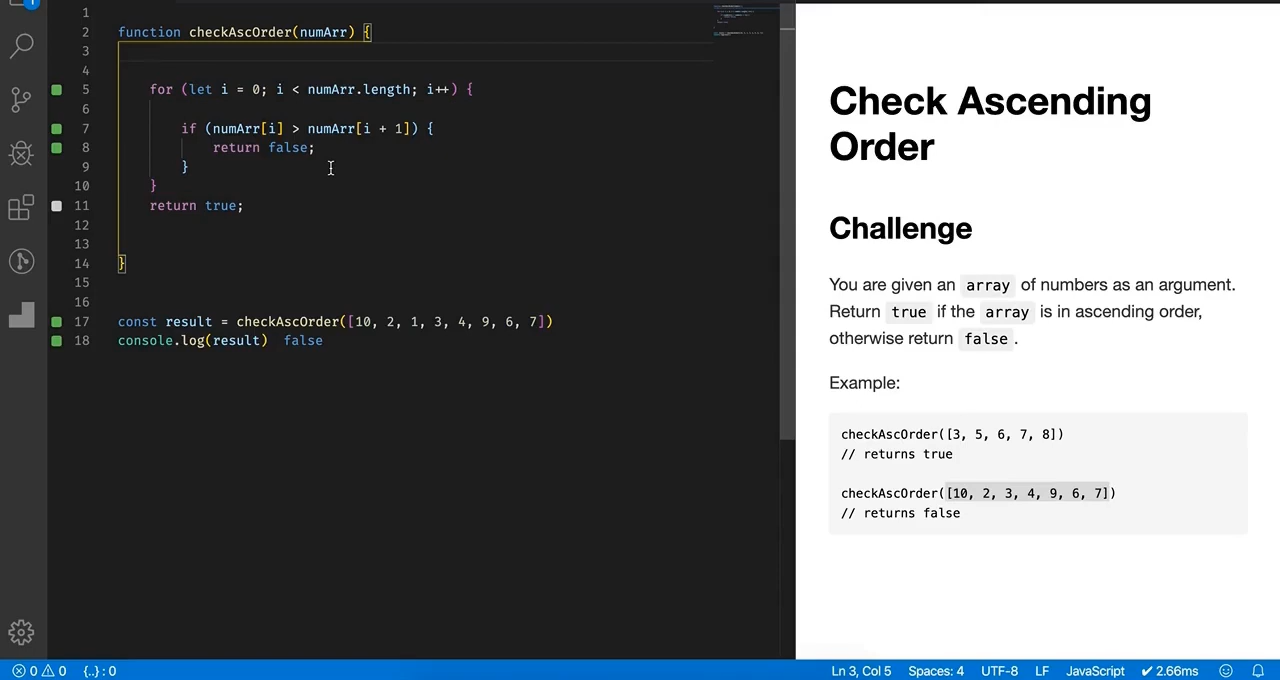 1
1
2 function checkAscOrder(numArr) {
3
4
5 for (let i = 0; i < numArr.length; i++) {
6
7 if (numArr[i] > numArr[i + 1]) {
8 return false;
9 }
10 }
11 return true;
12
13
14 }
15
16
17 const result = checkAscOrder([10, 2, 1, 3, 4, 9, 6, 7])
18 console.log(result) false
Check Ascending
Order
Challenge
You are given an array of numbers as an argument.
Return true if the array is in ascending order,
otherwise return false.
Example:
checkAscOrder([3, 5, 6, 7, 8])
// returns true
checkAscOrder([10, 2, 3, 4, 9, 6, 7])
// returns false
0 0 {..} : 0 Ln 3, Col 5 Spaces: 4 UTF-8 LF JavaScript ✔ 2.66ms